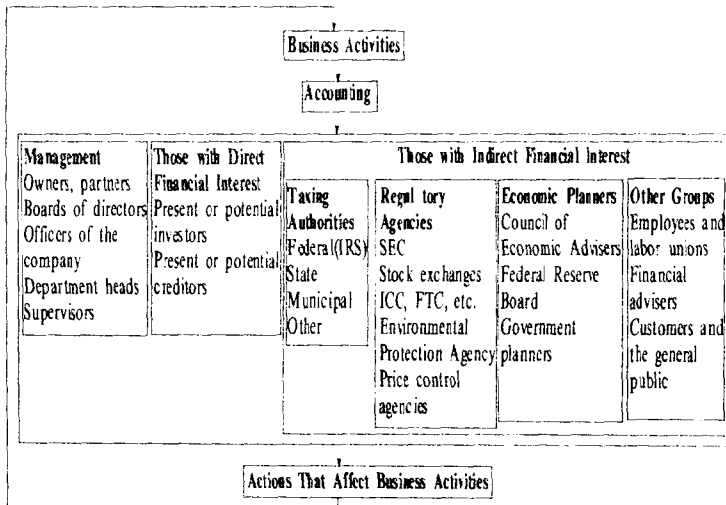 Business Activities
Accounting
Management
Owners, partners
Boards of directors
Officers of the
company
Department heads
Supervisors
Those with Direct
Financial Interest
Present or potential
investors
Present or potential
creditors
Those with Indirect Financial Interest
Taxing
Authorities
Federal(IRS)
State
Municipal
Other
Regul tory
Agencies
SEC
Stock exchanges
ICC, FTC, etc.
Environmental
Protection Agency
Price control
agencies
Economic Planners
Council of
Economic Advisers
Federal Reserve
Board
Government
planners
Other Groups
Employees and
labor unions
Financial
advisers
Customers and
the general
public
Actions That Affect Business Activities